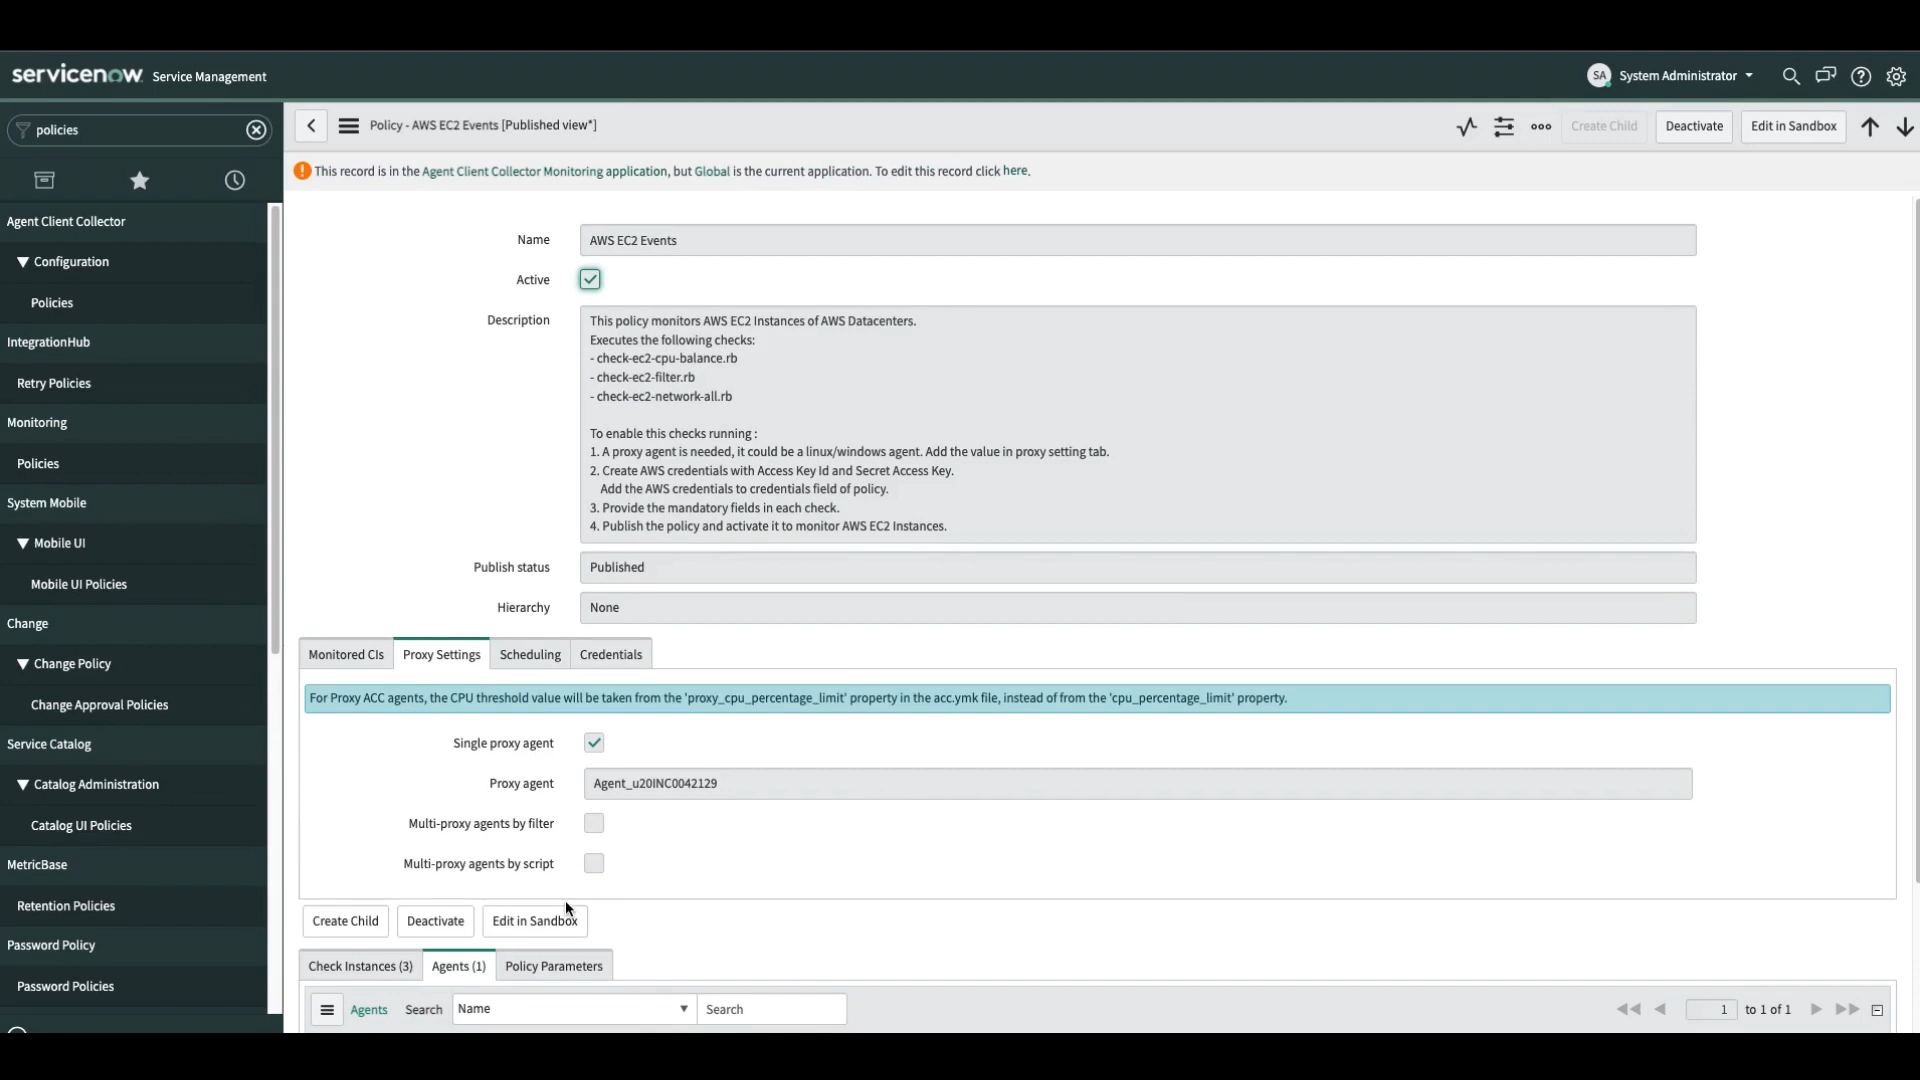 servicenow Service Management
SA System Administrator
policies
Policy - AWS EC2 Events [Published view*]
Create Child Deactivate Edit in Sandbox
This record is in the Agent Client Collector Monitoring application, but Global is the current application. To edit this record click here.
Agent Client Collector
Configuration
Policies
IntegrationHub
Retry Policies
Monitoring
Policies
System Mobile
Mobile UI
Mobile UI Policies
Change
Change Policy
Change Approval Policies
Service Catalog
Catalog Administration
Catalog UI Policies
MetricBase
Retention Policies
Password Policy
Password Policies
Name AWS EC2 Events
Active
Description This policy monitors AWS EC2 Instances of AWS Datacenters.
Executes the following checks:
- check-ec2-cpu-balance.rb
- check-ec2-filter.rb
- check-ec2-network-all.rb
To enable this checks running :
1. A proxy agent is needed, it could be a linux/windows agent. Add the value in proxy setting tab.
2. Create AWS credentials with Access Key Id and Secret Access Key.
Add the AWS credentials to credentials field of policy.
3. Provide the mandatory fields in each check.
4. Publish the policy and activate it to monitor AWS EC2 Instances.
Publish status Published
Hierarchy None
Monitored CIs Proxy Settings Scheduling Credentials
For Proxy ACC agents, the CPU threshold value will be taken from the 'proxy_cpu_percentage_limit' property in the acc.ymk file, instead of from the 'cpu_percentage_limit' property.
Single proxy agent
Proxy agent Agent_u20INC0042129
Multi-proxy agents by filter
Multi-proxy agents by script
Create Child Deactivate Edit in Sandbox
Check Instances (3) Agents (1) Policy Parameters
Agents Search Name Search 1 to 1 of 1